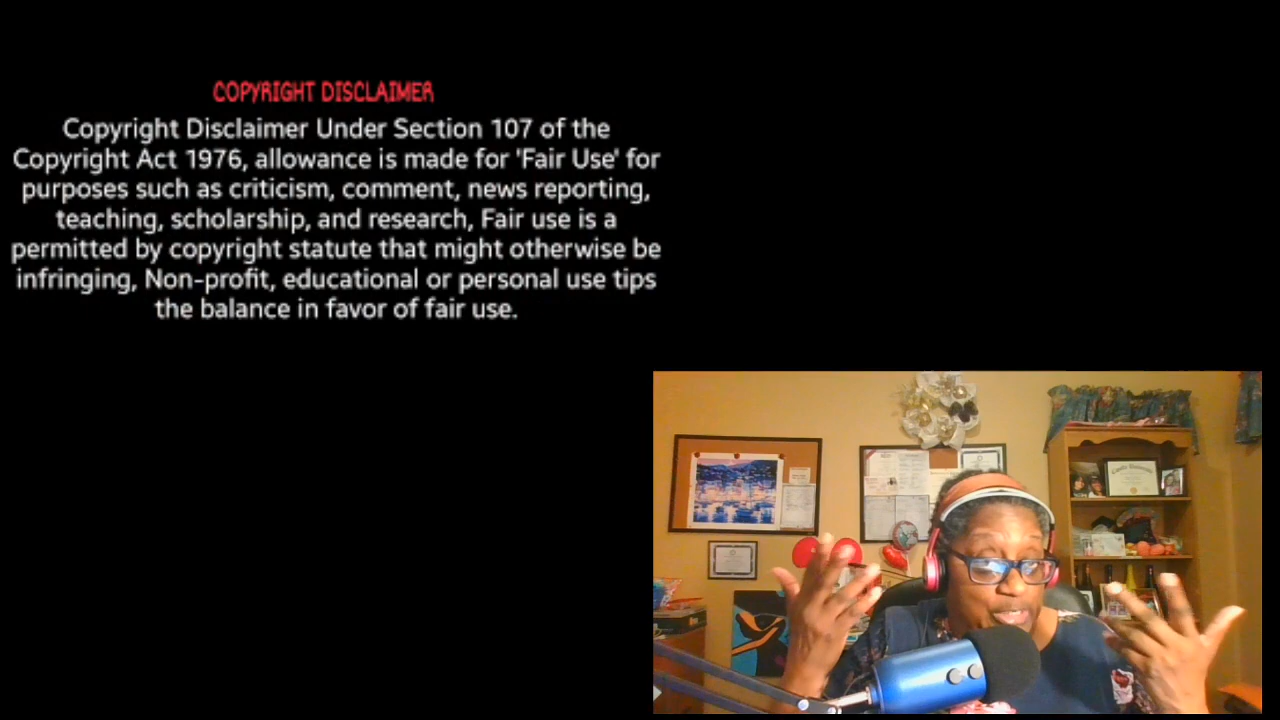 COPYRIGHT DISCLAIMER
Copyright Disclaimer Under Section 107 of the
Copyright Act 1976, allowance is made for 'Fair Use' for
purposes such as criticism, comment, news reporting,
teaching, scholarship, and research, Fair use is a
permitted by copyright statute that might otherwise be
infringing, Non-profit, educational or personal use tips
the balance in favor of fair use.